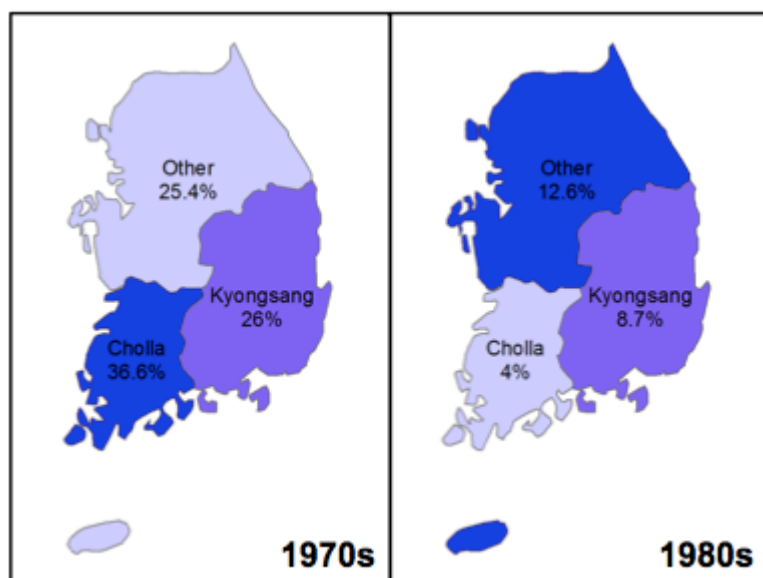 Other
25.4%
Kyongsang
26%
Cholla
36.6%
1970s
Other
12.6%
Kyongsang
8.7%
Cholla
4%
1980s